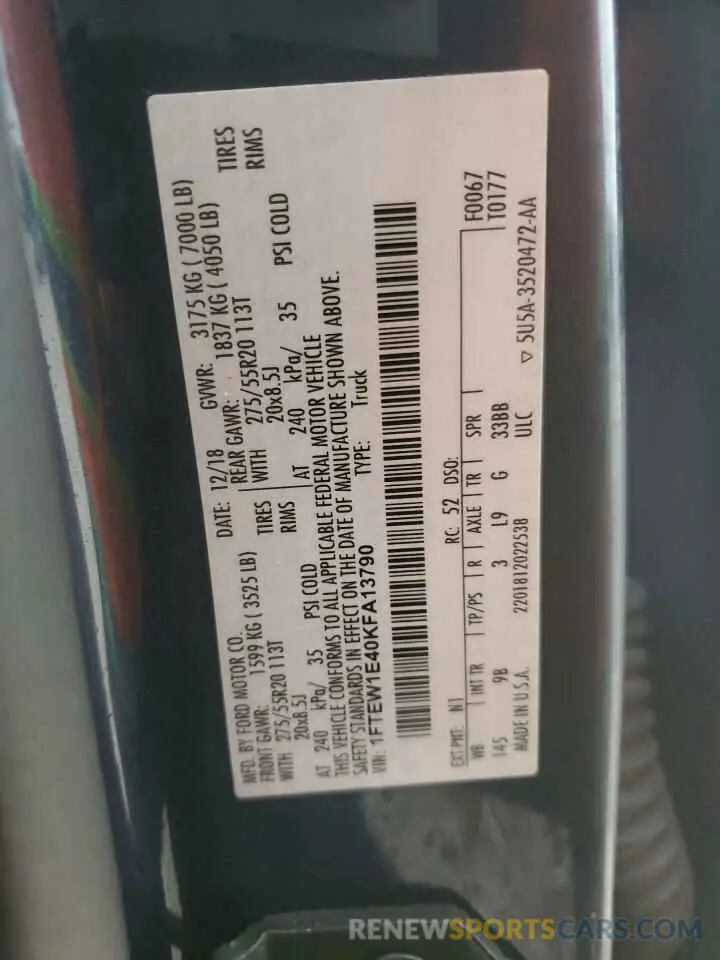 MFD. BY FORD MOTOR CO. DATE: 12/18 GVWR: 3175 KG ( 7000 LB)
FRONT GAWR: 1599 KG ( 3525 LB) REAR GAWR: 1837 KG ( 4050 LB)
WITH 275/55R20 113T TIRES WITH 275/55R20 113T TIRES
20x8.5J RIMS 20x8.5J RIMS
AT 240 kPa/ 35 PSI COLD AT 240 kPa/ 35 PSI COLD
THIS VEHICLE CONFORMS TO ALL APPLICABLE FEDERAL MOTOR VEHICLE
SAFETY STANDARDS IN EFFECT ON THE DATE OF MANUFACTURE SHOWN ABOVE.
VIN: 1FTEW1E40KFA13790 TYPE: Truck
F0067
T0177
EXT PNT: N1 RC: 52 DSO:
WB INT TR TP/PS R AXLE TR SPR
145 9B 3 L9 G 33BB
MADE IN U.S.A. 2201812022538 ULC ▽ 5U5A-3520472-AA
RENEWSPORTSCARS.COM